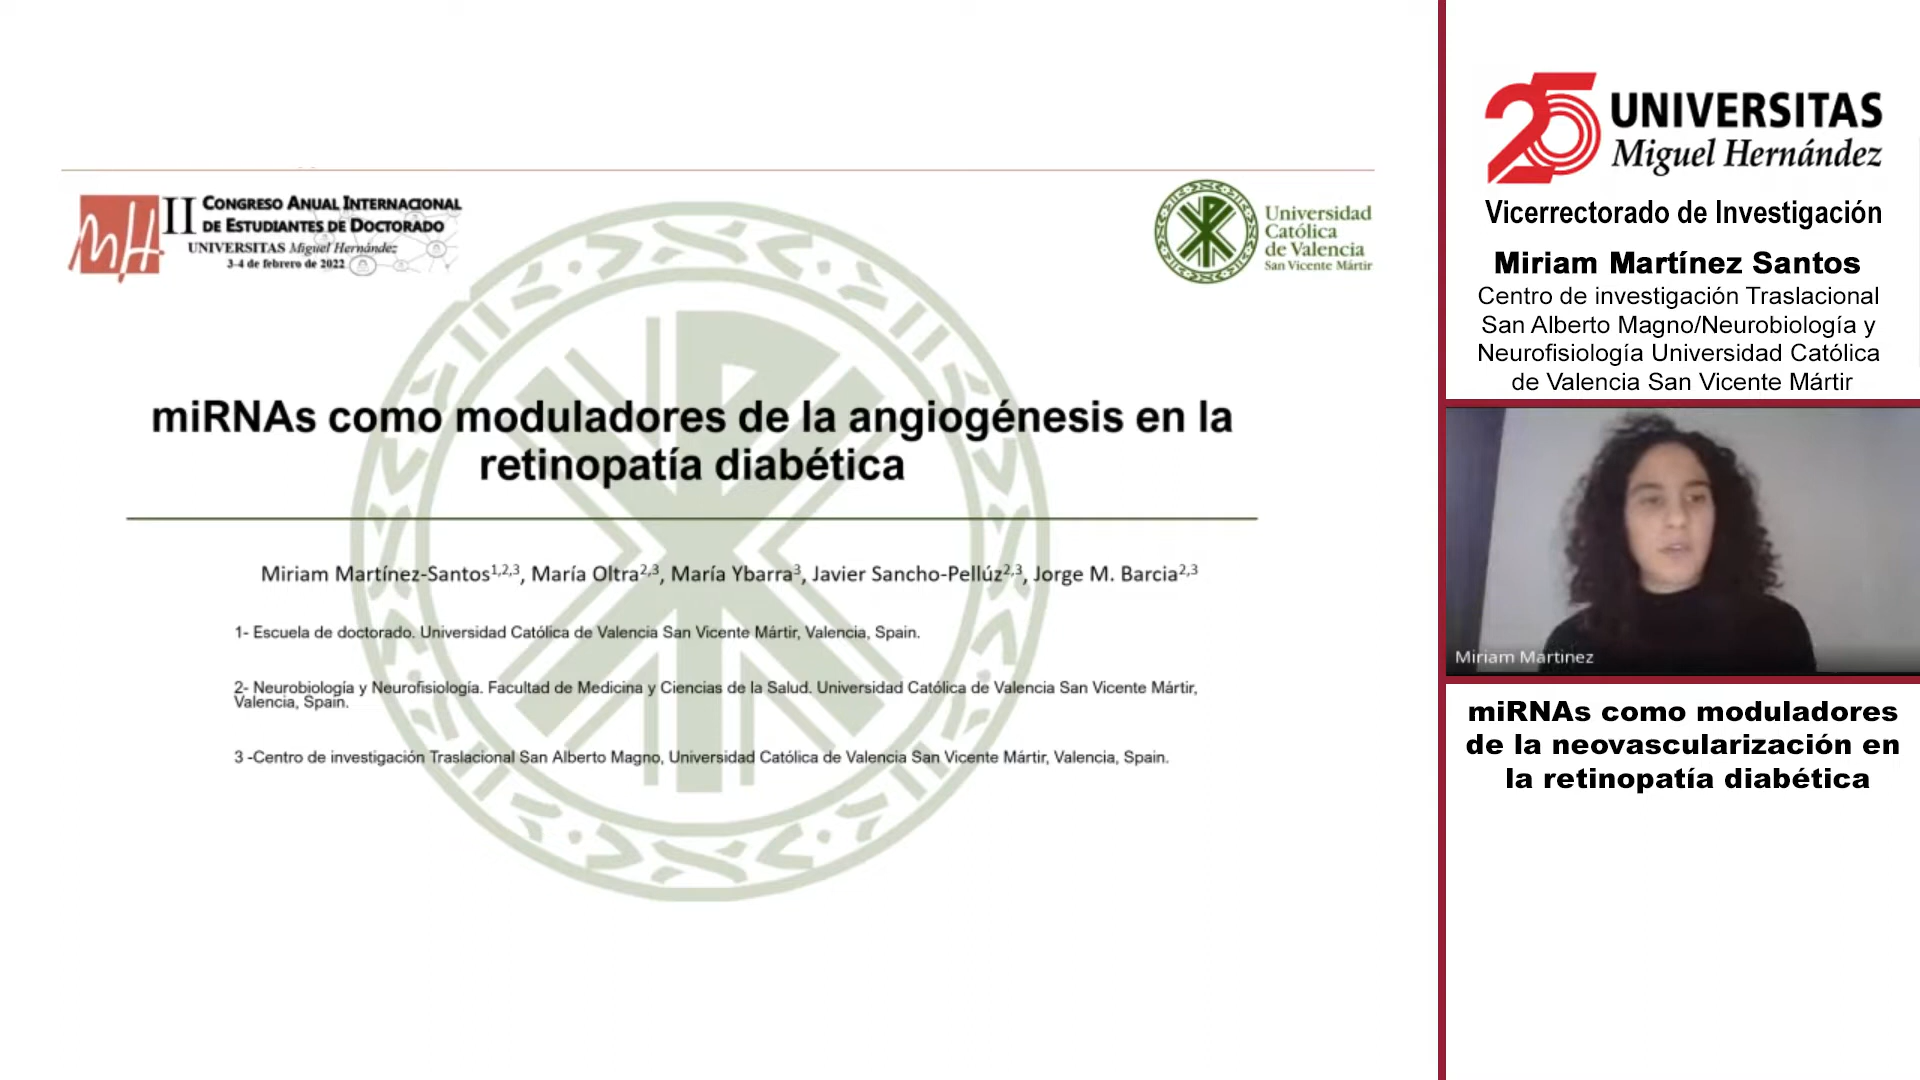 II CONGRESO ANUAL INTERNACIONAL
DE ESTUDIANTES DE DOCTORADO
UNIVERSITAS Miguel Hernández
3-4 de febrero de 2022
Universidad
Católica
de Valencia
San Vicente Mártir
miRNAs como moduladores de la angiogénesis en la
retinopatía diabética
Miriam Martínez-Santos1,2,3, María Oltra2,3, María Ybarra3, Javier Sancho-Pellúz2,3, Jorge M. Barcia2,3
1- Escuela de doctorado. Universidad Católica de Valencia San Vicente Mártir, Valencia, Spain.
2- Neurobiología y Neurofisiología. Facultad de Medicina y Ciencias de la Salud. Universidad Católica de Valencia San Vicente Mártir,
Valencia, Spain.
3 -Centro de investigación Traslacional San Alberto Magno, Universidad Católica de Valencia San Vicente Mártir, Valencia, Spain.
25 UNIVERSITAS
Miguel Hernández
Vicerrectorado de Investigación
Miriam Martínez Santos
Centro de investigación Traslacional
San Alberto Magno/Neurobiología y
Neurofisiología Universidad Católica
de Valencia San Vicente Mártir
Miriam Martinez
miRNAs como moduladores
de la neovascularización en
la retinopatía diabética